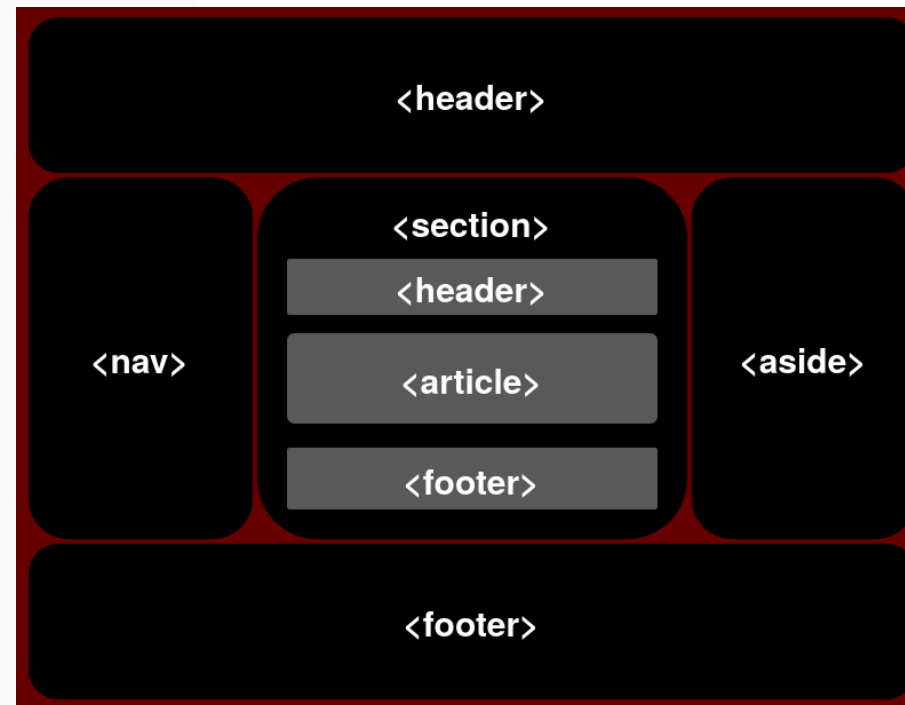 <header>
<section>
<header>
<nav>
<article>
<aside>
<footer>
<footer>